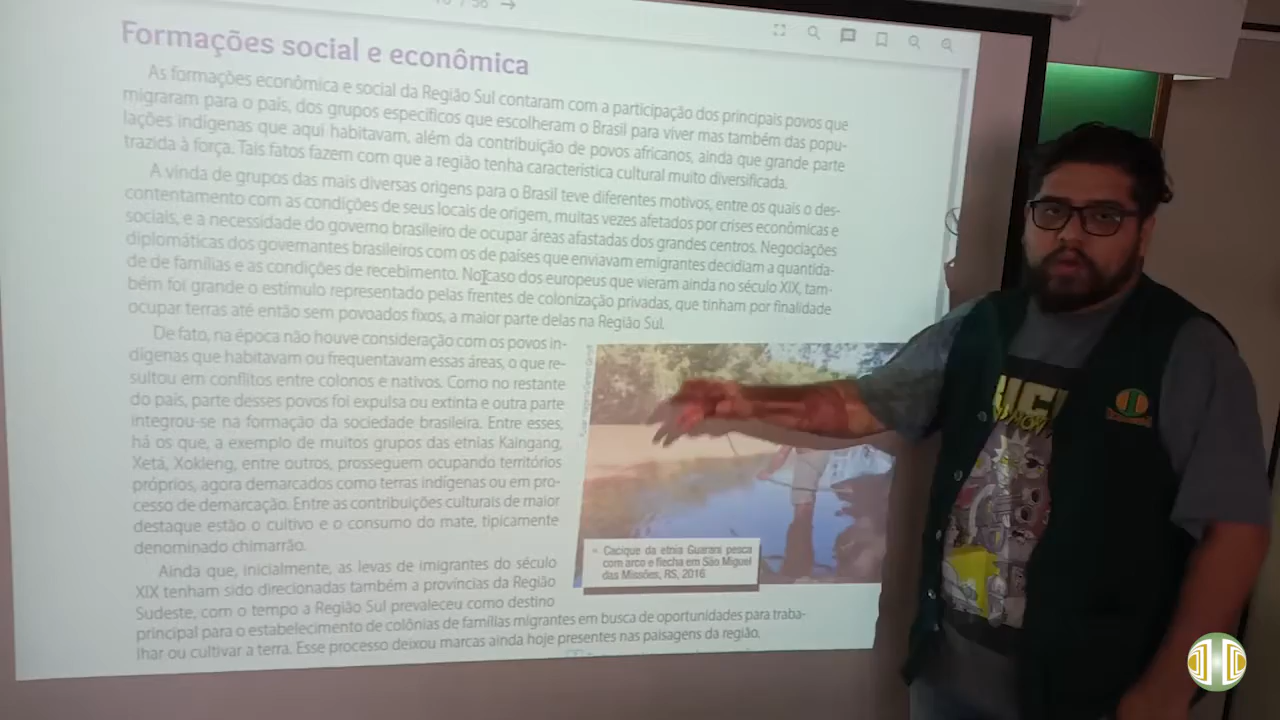 Formações social e econômica
As formações econômica e social da Região Sul contaram com a participação dos principais povos que
migraram para o país, dos grupos específicos que escolheram o Brasil para viver mas também das popu-
lações indígenas que aqui habitavam, além da contribuição de povos africanos, ainda que grande parte
trazida à força. Tais fatos fazem com que a região tenha característica cultural muito diversificada.
A vinda de grupos das mais diversas origens para o Brasil teve diferentes motivos, entre os quais o des-
contentamento com as condições de seus locais de origem, muitas vezes afetados por crises econômicas e
sociais, e a necessidade do governo brasileiro de ocupar áreas afastadas dos grandes centros. Negociações
diplomáticas dos governantes brasileiros com os de países que enviavam emigrantes decidiam a quantida-
de de famílias e as condições de recebimento. No caso dos europeus que vieram ainda no século XIX, tam-
bém foi grande o estímulo representado pelas frentes de colonização privadas, que tinham por finalidade
ocupar terras até então sem povoados fixos, a maior parte delas na Região Sul.
De fato, na época não houve consideração com os povos in-
dígenas que habitavam ou frequentavam essas áreas, o que re-
sultou em conflitos entre colonos e nativos. Como no restante
do país, parte desses povos foi expulsa ou extinta e outra parte
integrou-se na formação da sociedade brasileira. Entre esses,
há os que, a exemplo de muitos grupos das etnias Kaingang,
Xetá, Xokleng, entre outros, prosseguem ocupando territórios
próprios, agora demarcados como terras indígenas ou em pro-
cesso de demarcação. Entre as contribuições culturais de maior
destaque estão o cultivo e o consumo do mate, tipicamente
denominado chimarrão.
Cacique da etnia Guarani pesca
com arco e flecha em São Miguel
das Missões, RS, 2016
Ainda que, inicialmente, as levas de imigrantes do século
XIX tenham sido direcionadas também a províncias da Região
Sudeste, com o tempo a Região Sul prevaleceu como destino
principal para o estabelecimento de colônias de famílias migrantes em busca de oportunidades para traba-
lhar ou cultivar a terra. Esse processo deixou marcas ainda hoje presentes nas paisagens da região.